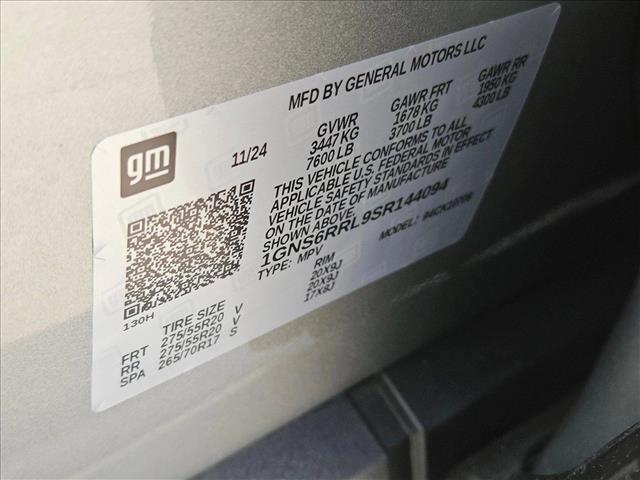 MFD BY GENERAL MOTORS LLC
gm
11/24
GVWR GAWR FRT GAWR RR
3447 KG 1678 KG 1950 KG
7600 LB 3700 LB 4300 LB
THIS VEHICLE CONFORMS TO ALL
APPLICABLE U.S. FEDERAL MOTOR
VEHICLE SAFETY STANDARDS IN EFFECT
ON THE DATE OF MANUFACTURE
SHOWN ABOVE.
1GNS6RRL9SR144094
TYPE: MPV MODEL:
130H
TIRE SIZE RIM
FRT 275/55R20 V 20X9J
RR 275/55R20 V 20X9J
SPA 265/70R17 S 17X8J